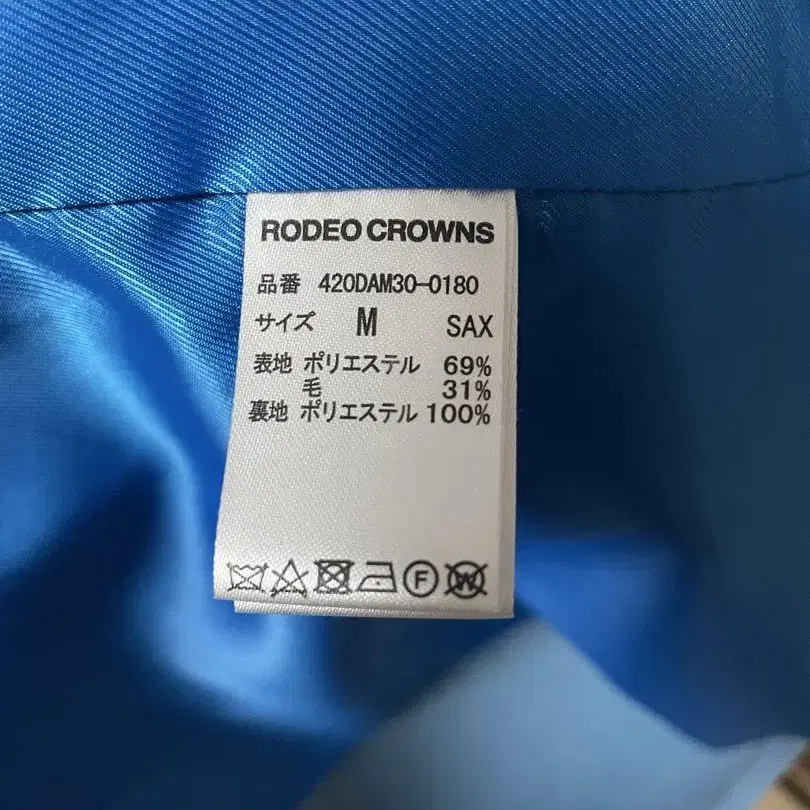 RODEO CROWNS
品番 420DAM30-0180
サイズ M SAX
表地 ポリエステル 69%
毛 31%
裏地 ポリエステル 100%
F W